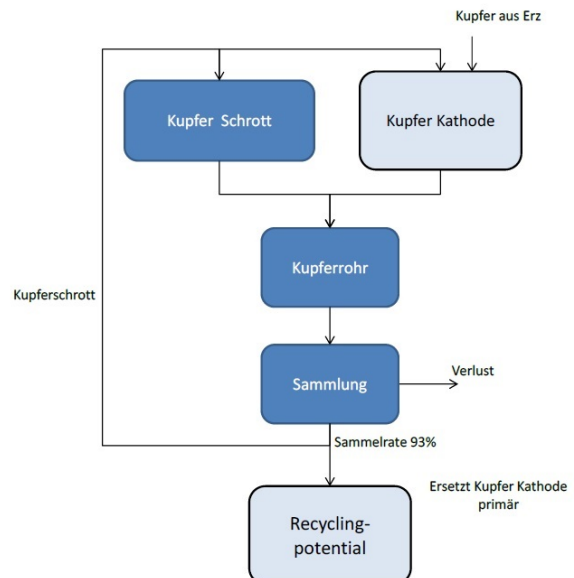 Kupfer aus Erz
Kupfer Schrott
Kupfer Kathode
Kupferrohr
Kupferschrott
Sammlung
Verlust
Sammelrate 93%
Ersetzt Kupfer Kathode
primär
Recycling-
potential